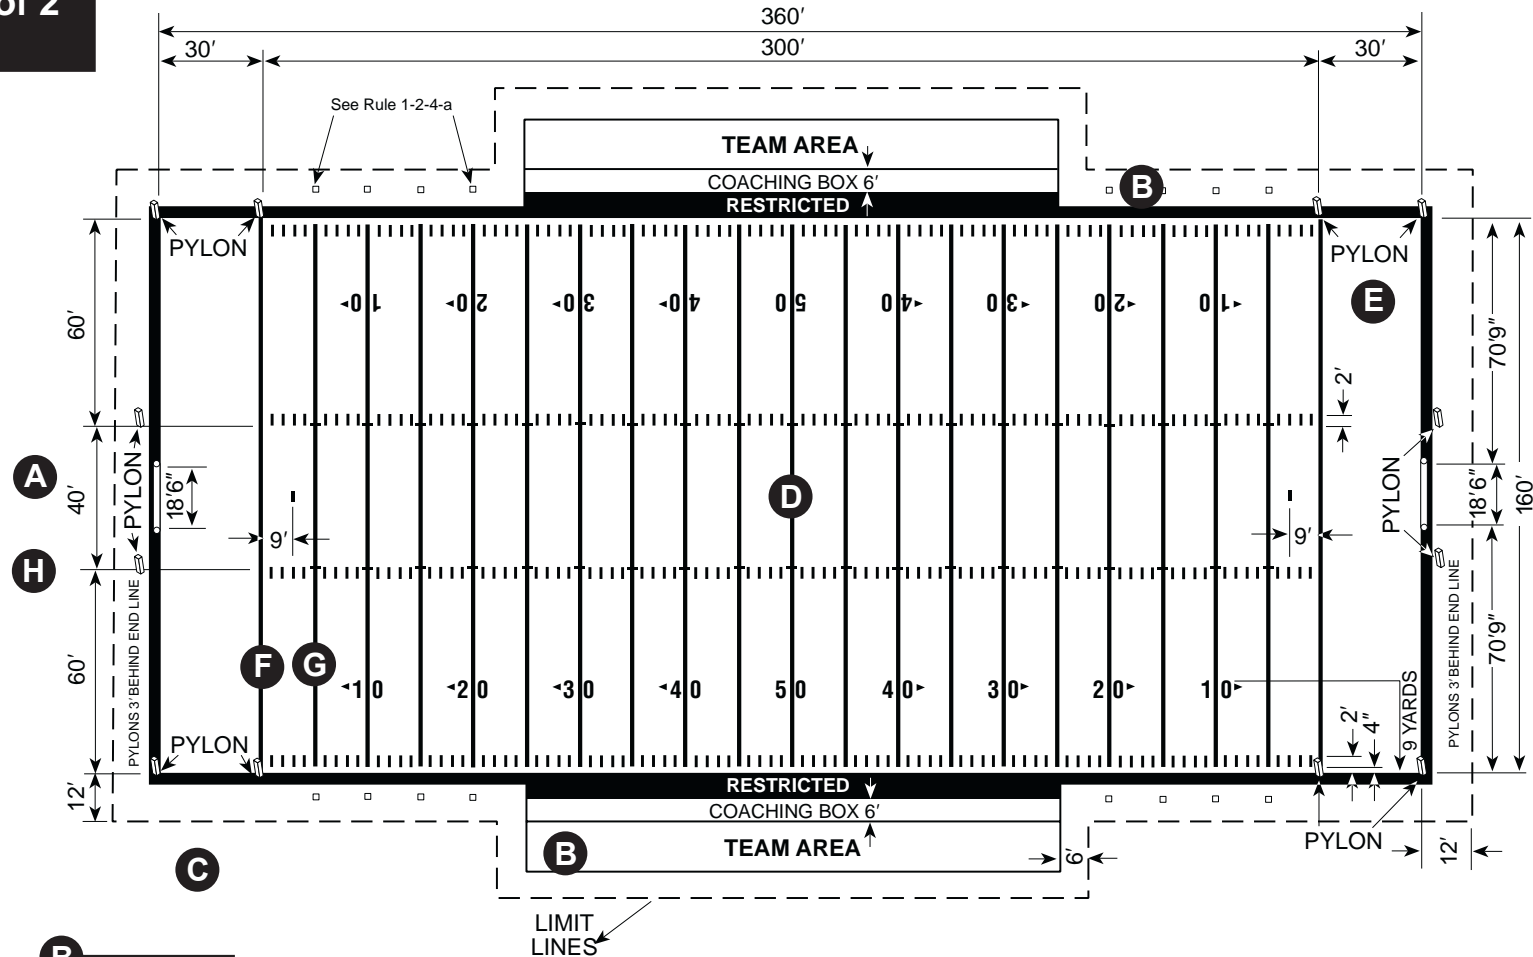 of 2
360′
30′ 300′ 30′
See Rule 1-2-4-a
TEAM AREA
COACHING BOX 6′
RESTRICTED
B
PYLON PYLON
E
10 20 30 40 50 40 30 20 10
60′
70′9″
2′
A
40′
PYLON
18′6″
D
PYLON
18′6″
160′
9′ 9′
H
60′
PYLONS 3′ BEHIND END LINE
PYLONS 3′ BEHIND END LINE
70′9″
F G
10 20 30 40 50 40 30 20 10
9 YARDS
2′
4″
PYLON
RESTRICTED
COACHING BOX 6′
TEAM AREA
B
12′
6′
PYLON
12′
C
LIMIT
LINES
B